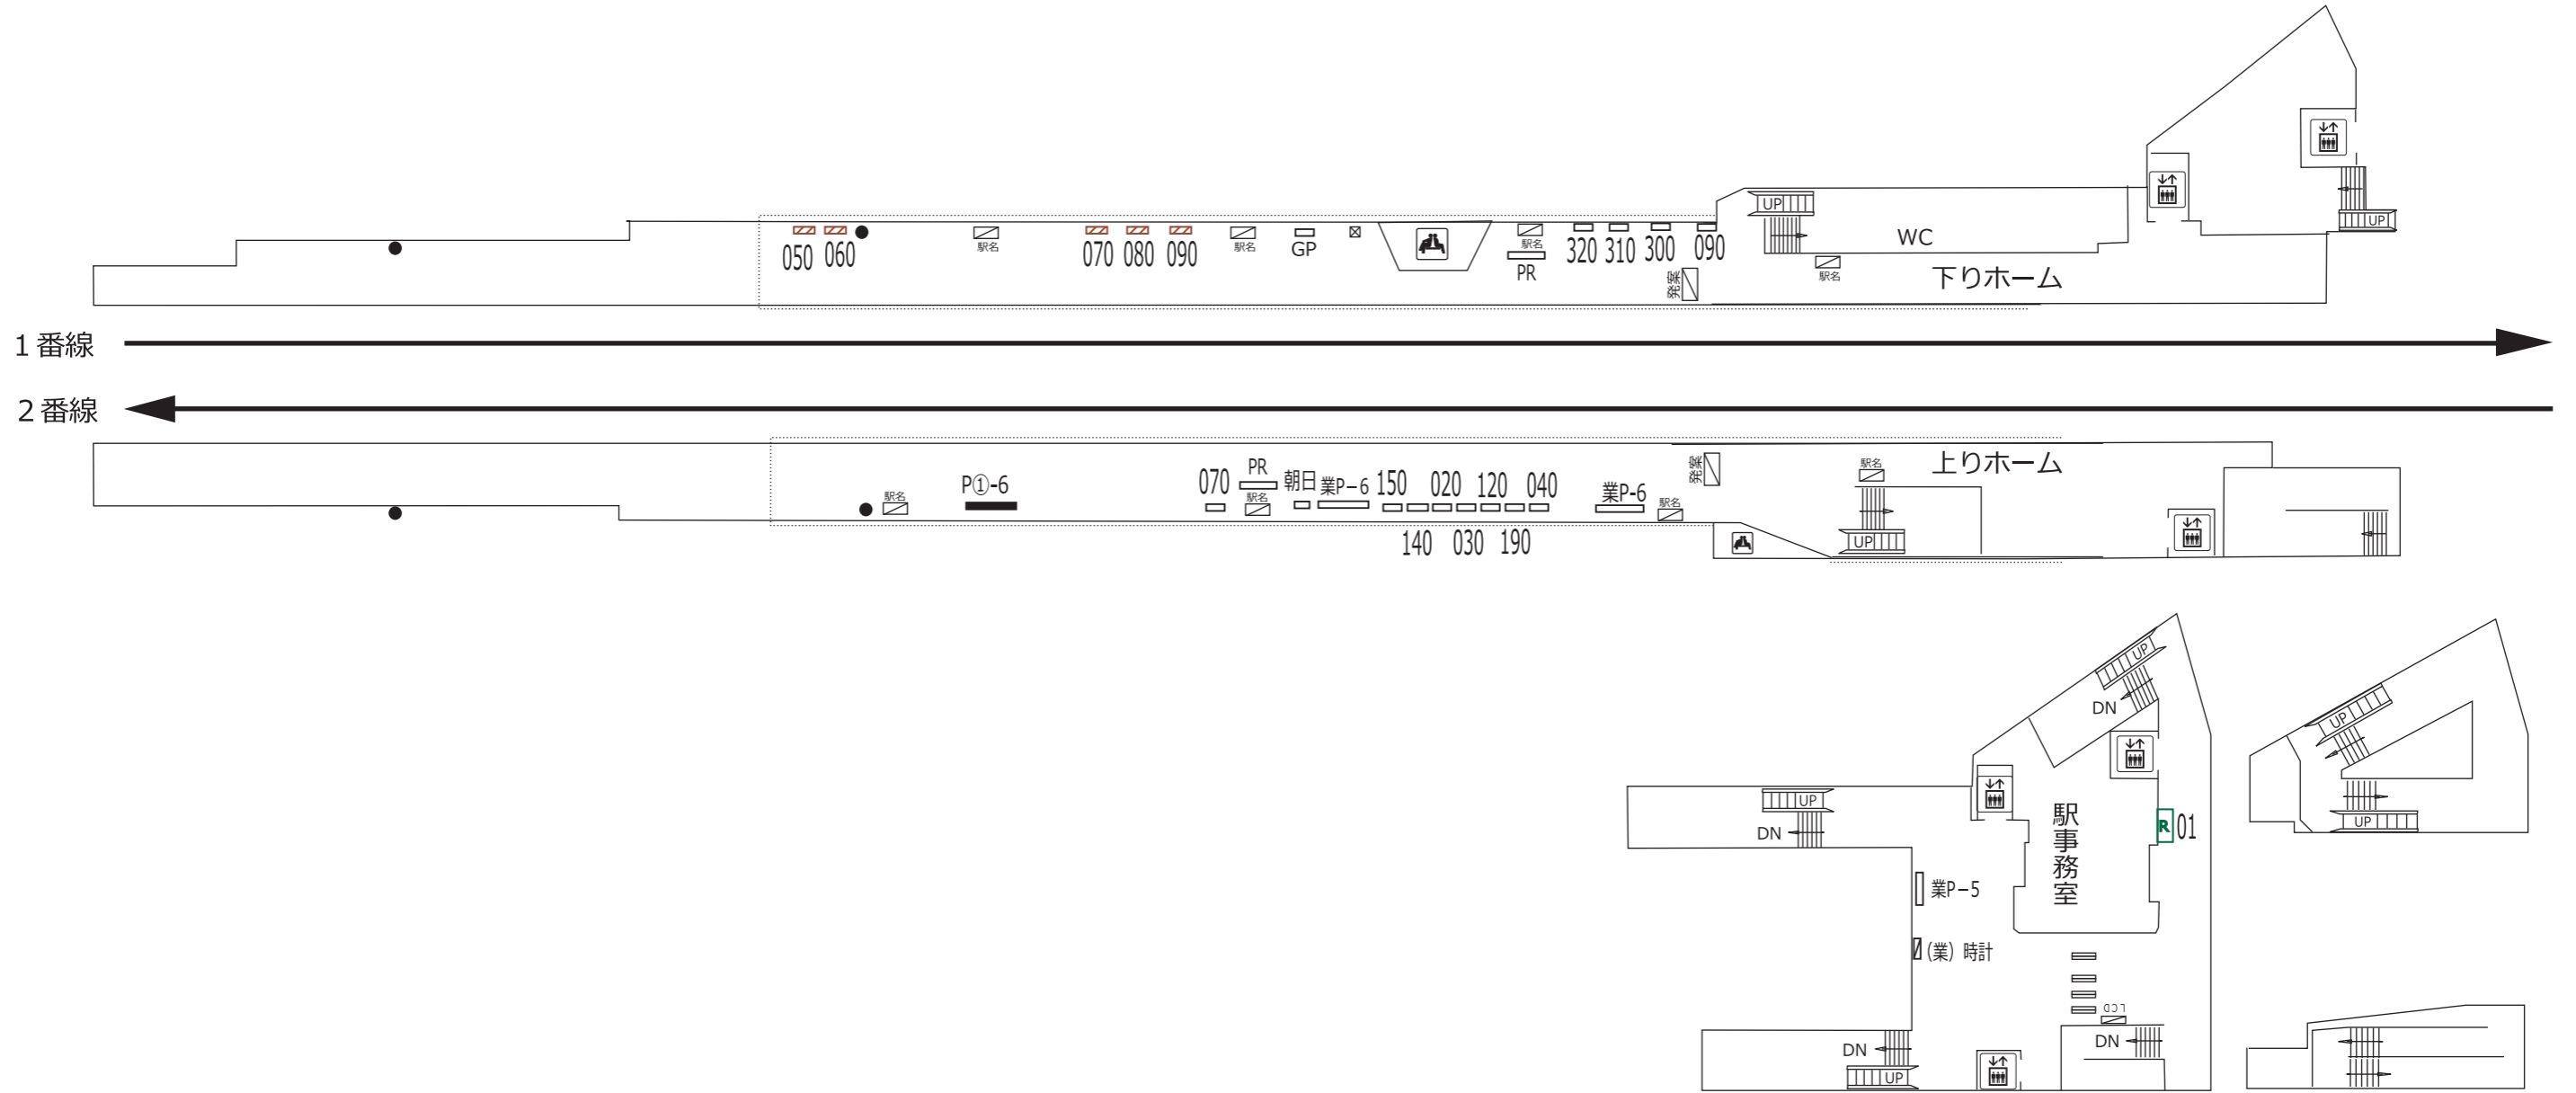 UP
UP
WC
050
060
駅名
070
080
090
駅名
GP
駅名
PR
320
310
300
090
発案
駅名
下りホーム
1番線
2番線
上りホーム
駅名
P①-6
070
PR
駅名
朝日
業P-6
150
020
120
040
140
030
190
業P-6
駅名
発案
駅名
UP
UP
DN
UP
UP
DN
駅事務室
R 01
UP
業P-5
(業) 時計
LCD
DN
DN
UP